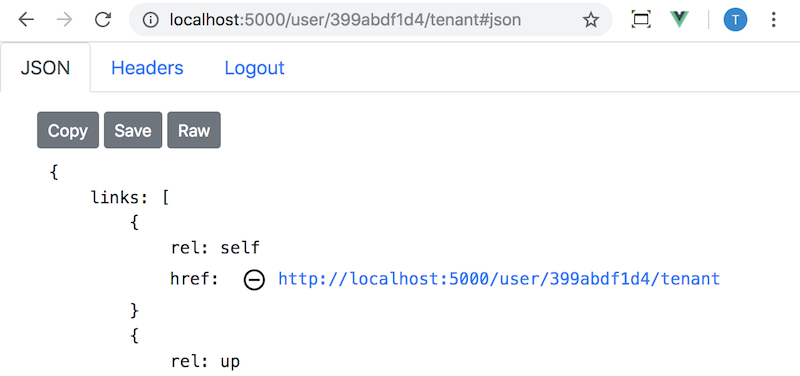 localhost:5000/user/399abdf1d4/tenant#json
T
JSON Headers Logout
Copy Save Raw
{
links: [
{
rel: self
href: http://localhost:5000/user/399abdf1d4/tenant
}
{
rel: up